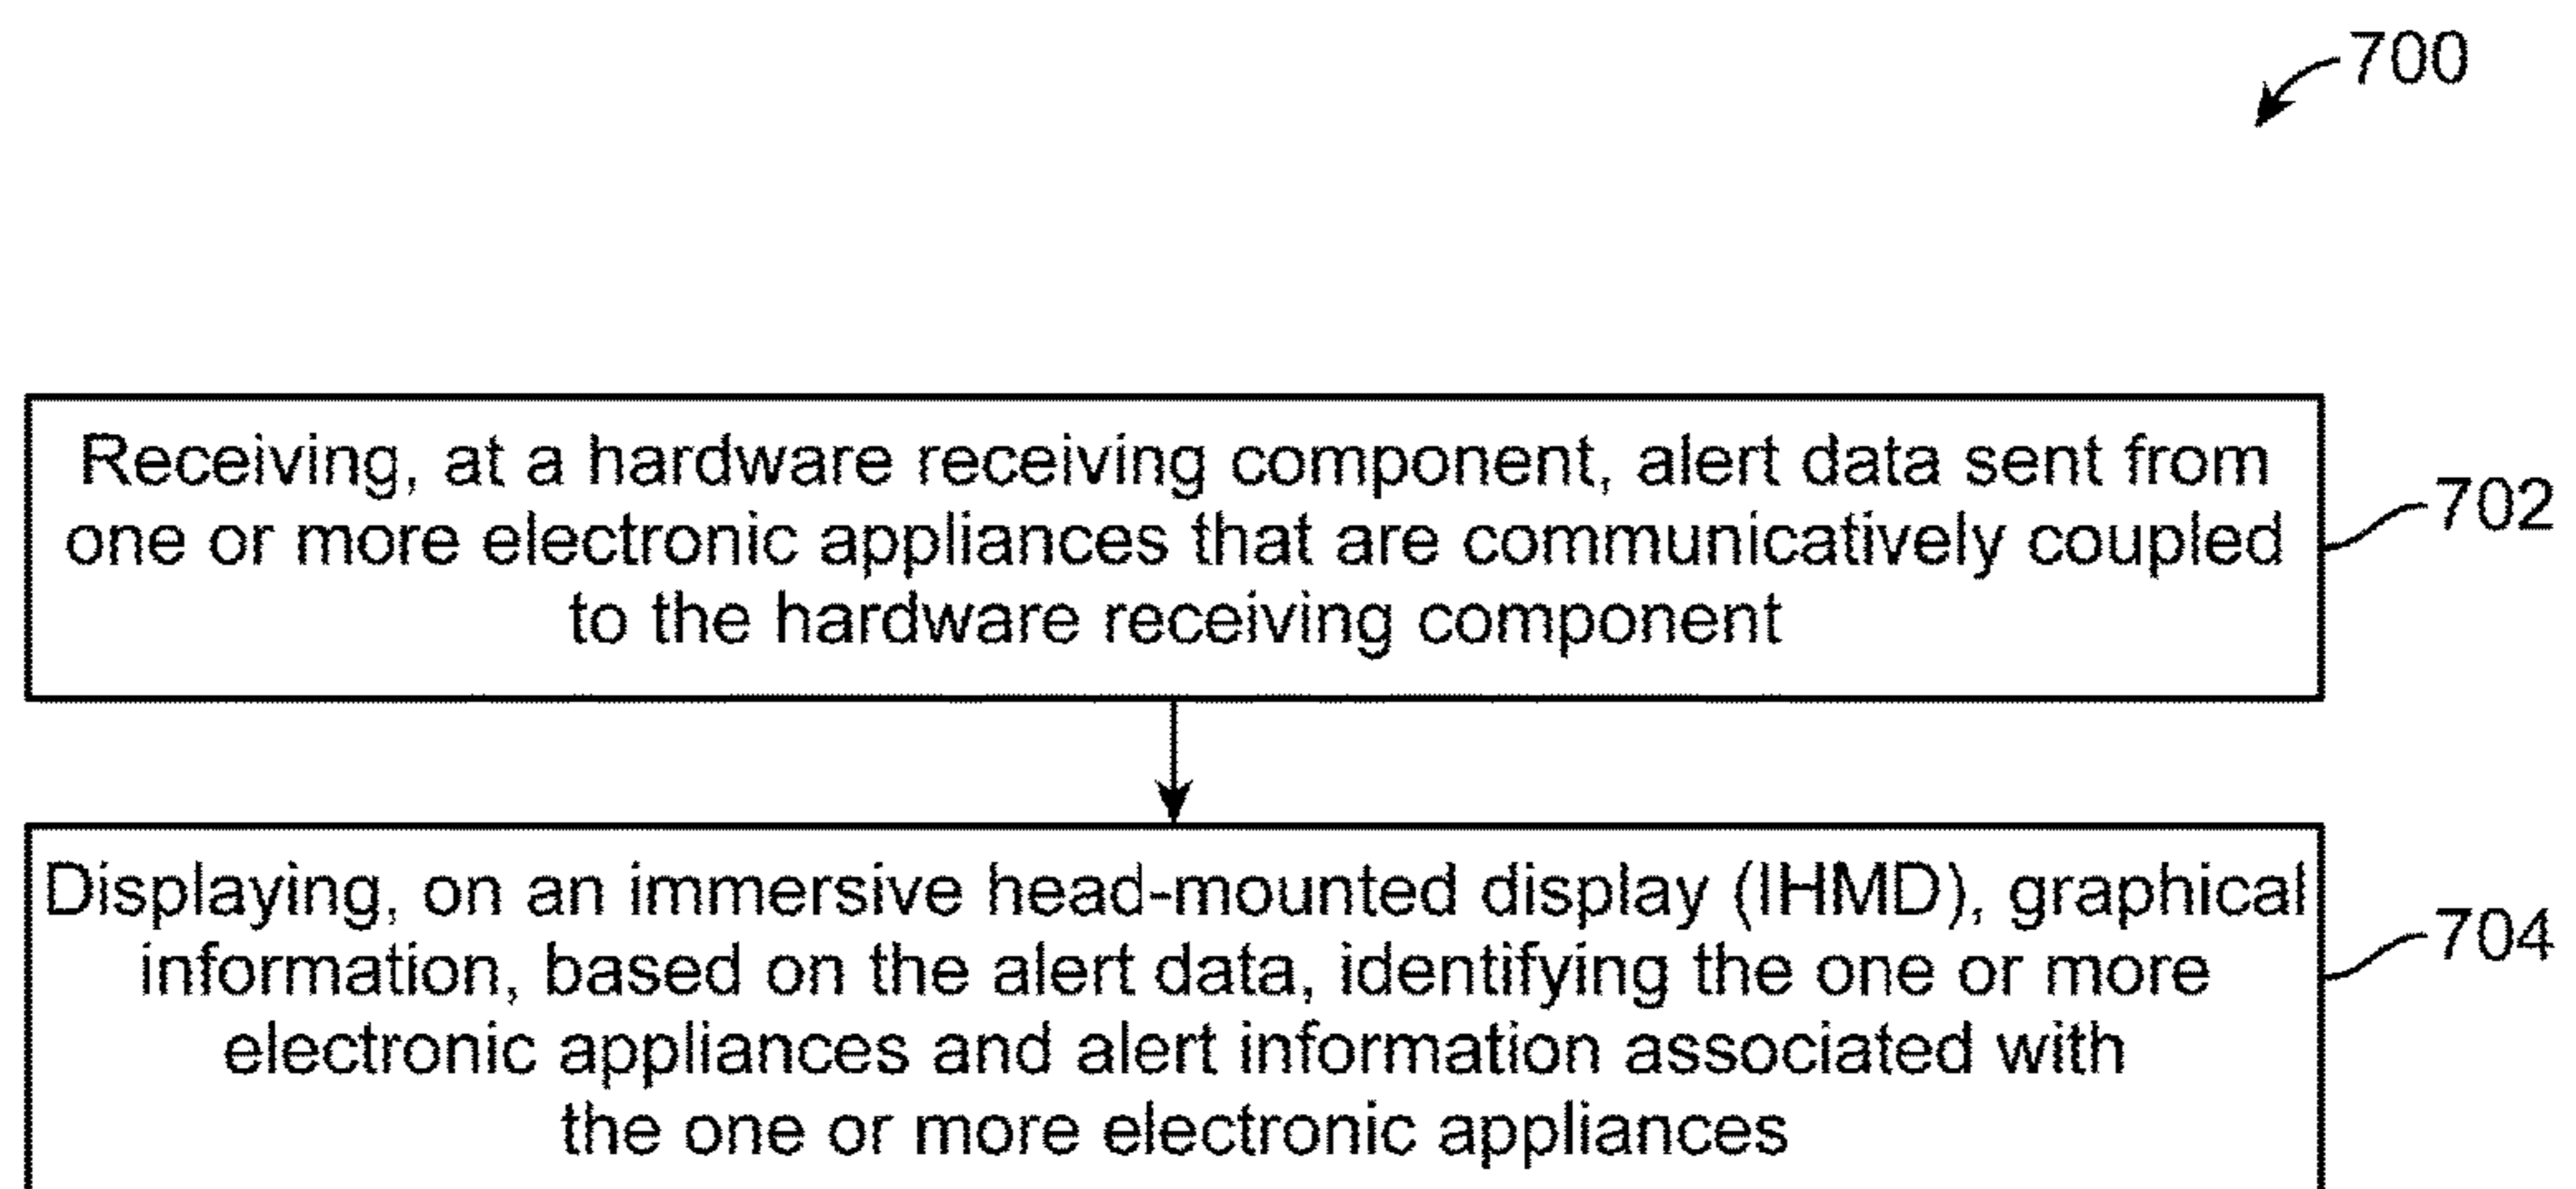 700
Receiving, at a hardware receiving component, alert data sent from
one or more electronic appliances that are communicatively coupled
to the hardware receiving component
702
Displaying, on an immersive head-mounted display (IHMD), graphical
information, based on the alert data, identifying the one or more
electronic appliances and alert information associated with
the one or more electronic appliances
704